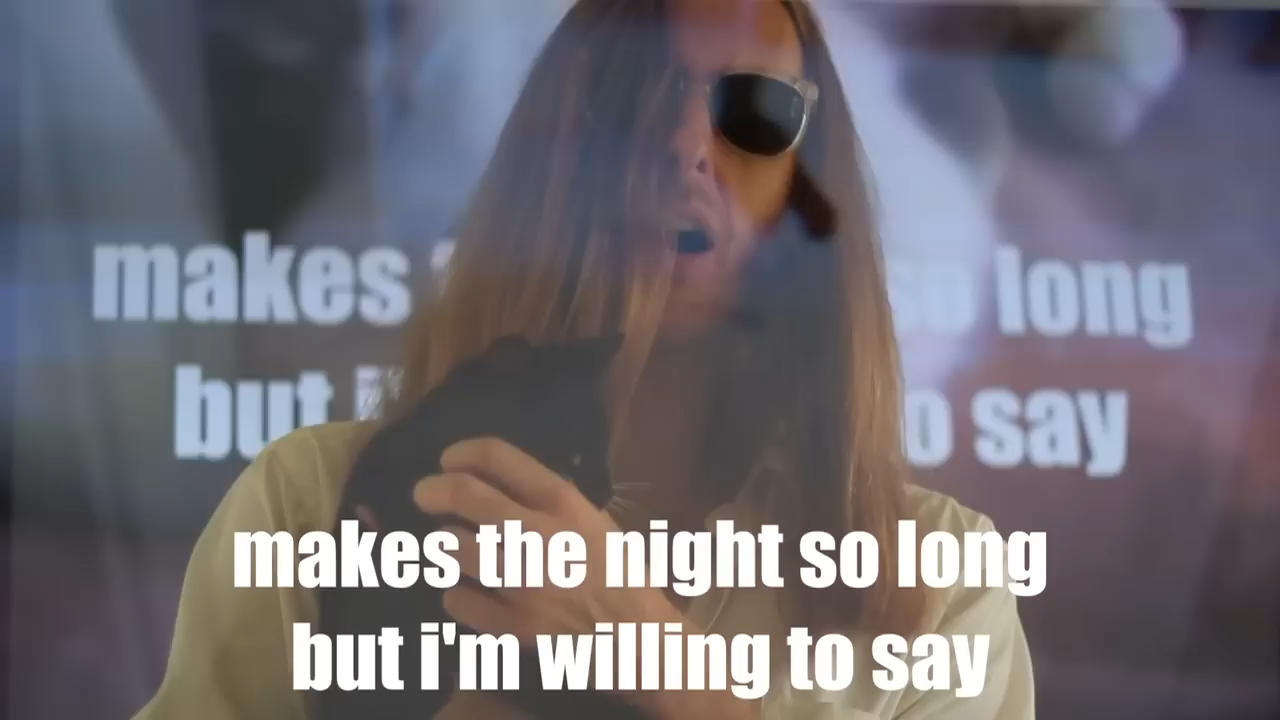 makes so long
but say
makes the night so long
but i'm willing to say